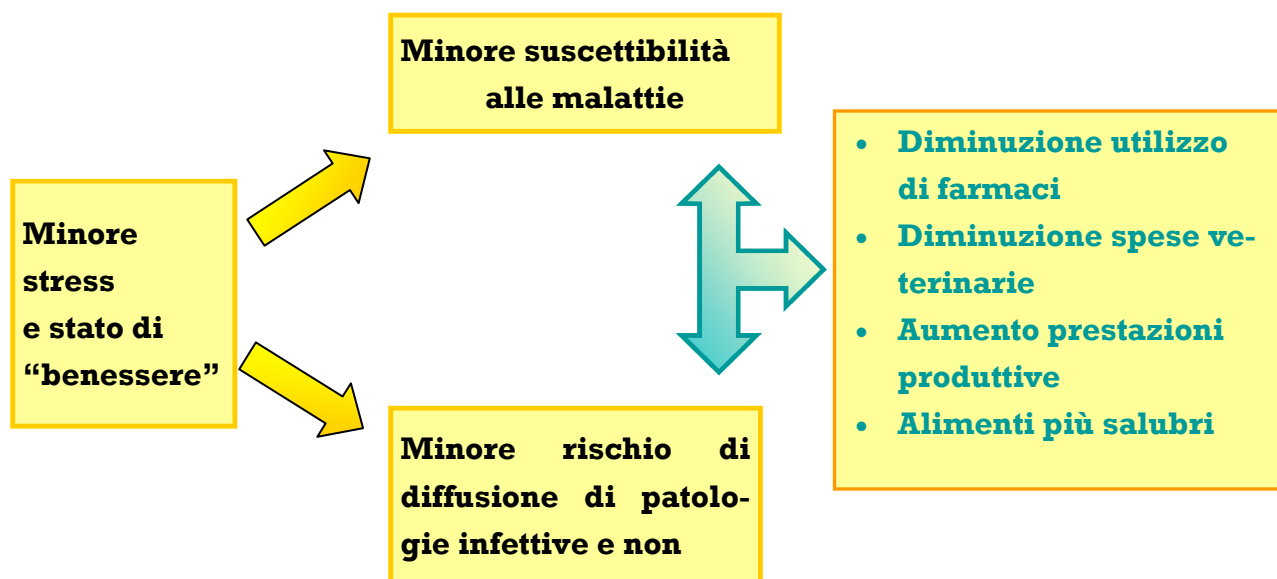 Minore suscettibilità
alle malattie
Minore
stress
e stato di
“benessere”
Minore rischio di
diffusione di patolo-
gie infettive e non
• Diminuzione utilizzo
di farmaci
• Diminuzione spese ve-
terinarie
• Aumento prestazioni
produttive
• Alimenti più salubri